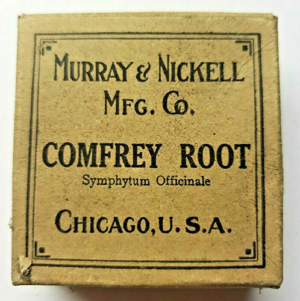 MURRAY & NICKELL
MFG. CO.
COMFREY ROOT
Symphytum Officinale
CHICAGO, U. S. A.